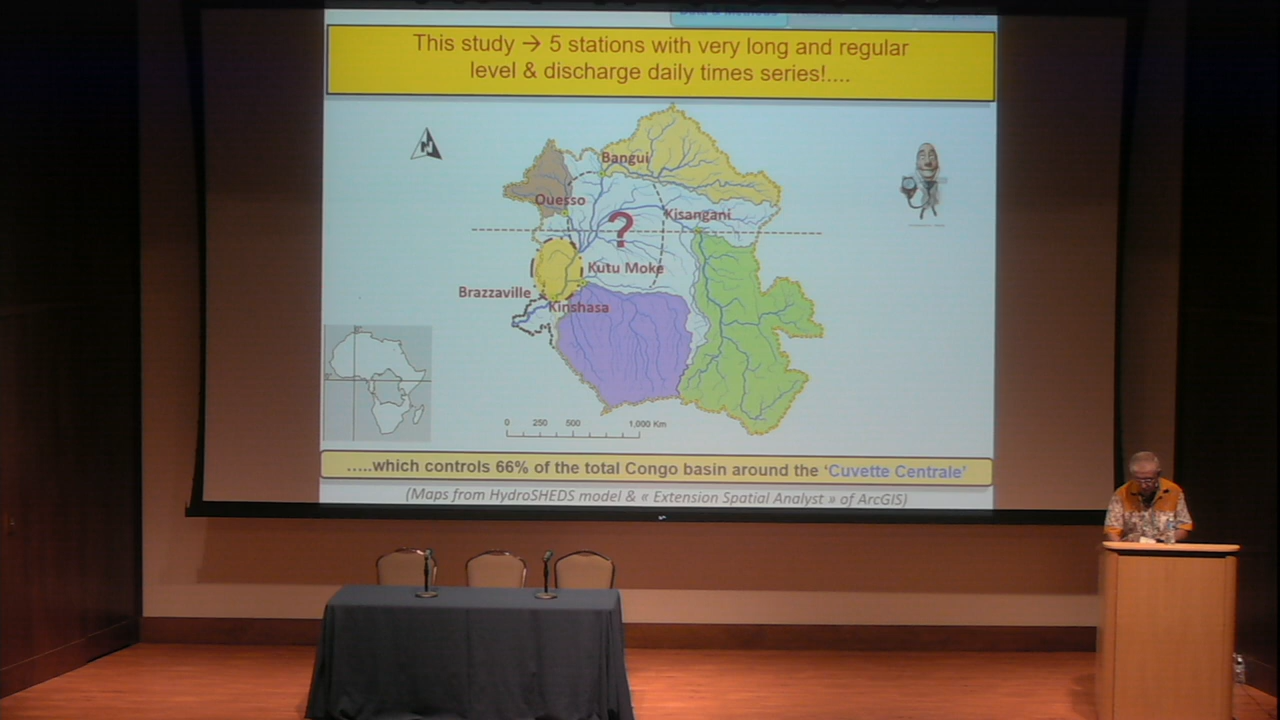 Data & Methods
This study → 5 stations with very long and regular
level & discharge daily times series!....
Bangui
Ouesso
Kisangani
?
Kutu Moke
Brazzaville
Kinshasa
0 250 500 1,000 Km
…..which controls 66% of the total Congo basin around the ‘Cuvette Centrale’
(Maps from HydroSHEDS model & « Extension Spatial Analyst » of ArcGIS)